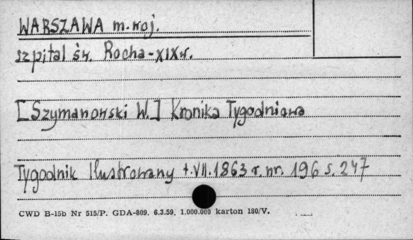 WARSZAWA m. woj.
szpital św. Rocha - XIX w.
[Szymanowski W.] Kronika Tygodniowa
Tygodnik Ilustrowany t. VII. 1863 r. nr. 196 s. 247
CWD B-15b Nr 515/P. GDA-809. 6.3.59. 1.000.000 karton 180/V.